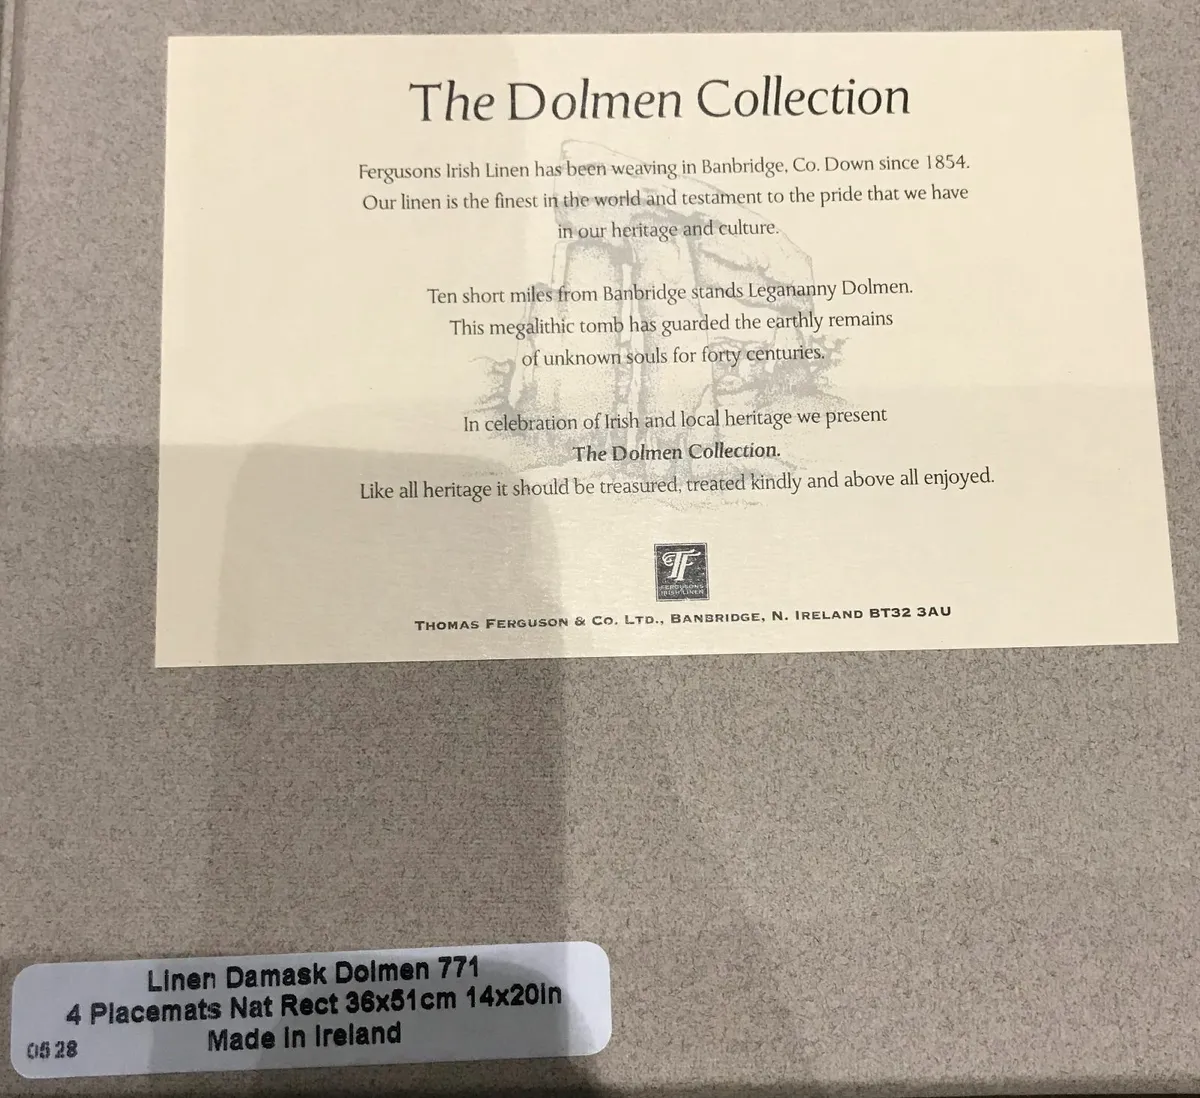 The Dolmen Collection
Fergusons Irish Linen has been weaving in Banbridge, Co. Down since 1854.
Our linen is the finest in the world and testament to the pride that we have
in our heritage and culture.
Ten short miles from Banbridge stands Legananny Dolmen.
This megalithic tomb has guarded the earthly remains
of unknown souls for forty centuries.
In celebration of Irish and local heritage we present
The Dolmen Collection.
Like all heritage it should be treasured, treated kindly and above all enjoyed.
TF
FERGUSONS
IRISH LINEN
THOMAS FERGUSON & CO. LTD., BANBRIDGE, N. IRELAND BT32 3AU
Linen Damask Dolmen 771
4 Placemats Nat Rect 36x51cm 14x20in
Made in Ireland
0528